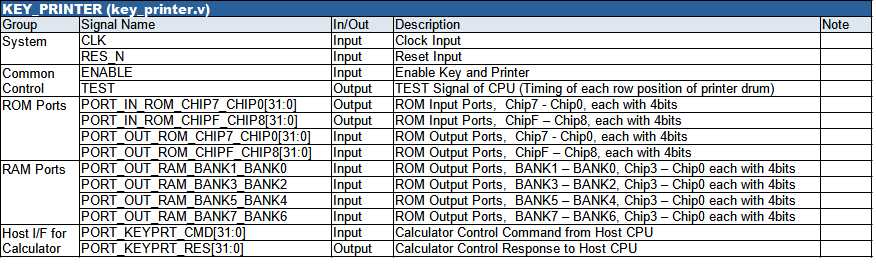 KEY_PRINTER (key_printer.v)
Group Signal Name In/Out Description Note
System CLK Input Clock Input
RES_N Input Reset Input
Common ENABLE Input Enable Key and Printer
Control TEST Output TEST Signal of CPU (Timing of each row position of printer drum)
ROM Ports PORT_IN_ROM_CHIP7_CHIP0[31:0] Output ROM Input Ports, Chip7 - Chip0, each with 4bits
PORT_IN_ROM_CHIPF_CHIP8[31:0] Output ROM Input Ports, ChipF – Chip8, each with 4bits
PORT_OUT_ROM_CHIP7_CHIP0[31:0] Input ROM Output Ports, Chip7 - Chip0, each with 4bits
PORT_OUT_ROM_CHIPF_CHIP8[31:0] Input ROM Output Ports, ChipF – Chip8, each with 4bits
RAM Ports PORT_OUT_RAM_BANK1_BANK0 Input ROM Output Ports, BANK1 – BANK0, Chip3 – Chip0 each with 4bits
PORT_OUT_RAM_BANK3_BANK2 Input ROM Output Ports, BANK3 – BANK2, Chip3 – Chip0 each with 4bits
PORT_OUT_RAM_BANK5_BANK4 Input ROM Output Ports, BANK5 – BANK4, Chip3 – Chip0 each with 4bits
PORT_OUT_RAM_BANK7_BANK6 Input ROM Output Ports, BANK7 – BANK6, Chip3 – Chip0 each with 4bits
Host I/F for PORT_KEYPRT_CMD[31:0] Input Calculator Control Command from Host CPU
Calculator PORT_KEYPRT_RES[31:0] Output Calculator Control Response to Host CPU